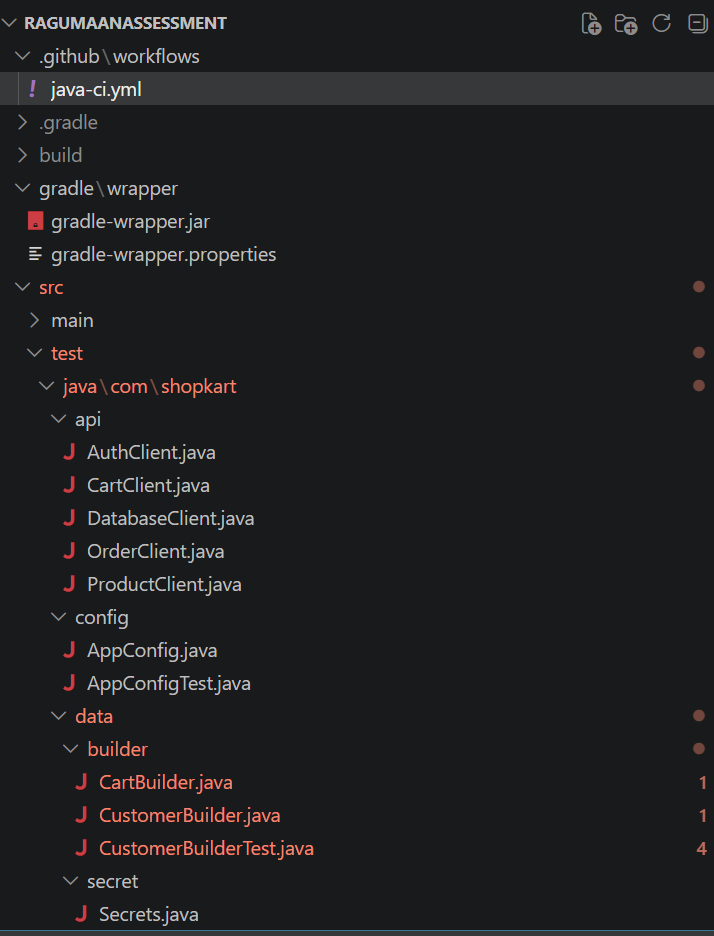 RAGUMAANASSESSMENT
.github\workflows
! java-ci.yml
.gradle
build
gradle\wrapper
gradle-wrapper.jar
gradle-wrapper.properties
src
main
test
java\com\shopkart
api
J AuthClient.java
J CartClient.java
J DatabaseClient.java
J OrderClient.java
J ProductClient.java
config
J AppConfig.java
J AppConfigTest.java
data
builder
J CartBuilder.java 1
J CustomerBuilder.java 1
J CustomerBuilderTest.java 4
secret
J Secrets.java